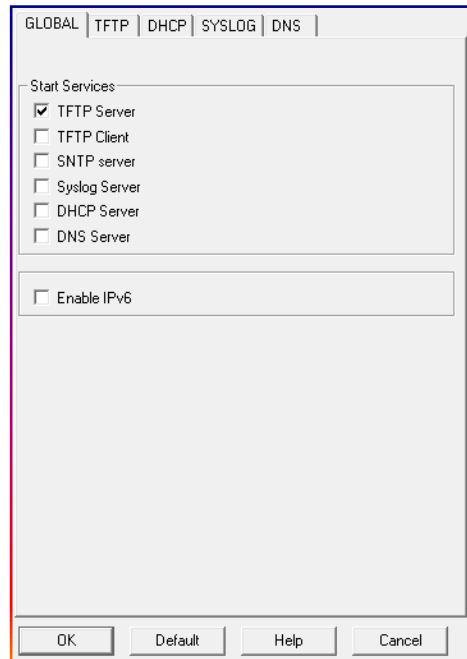 GLOBAL TFTP DHCP SYSLOG DNS
Start Services
TFTP Server
TFTP Client
SNTP server
Syslog Server
DHCP Server
DNS Server
Enable IPv6
OK Default Help Cancel